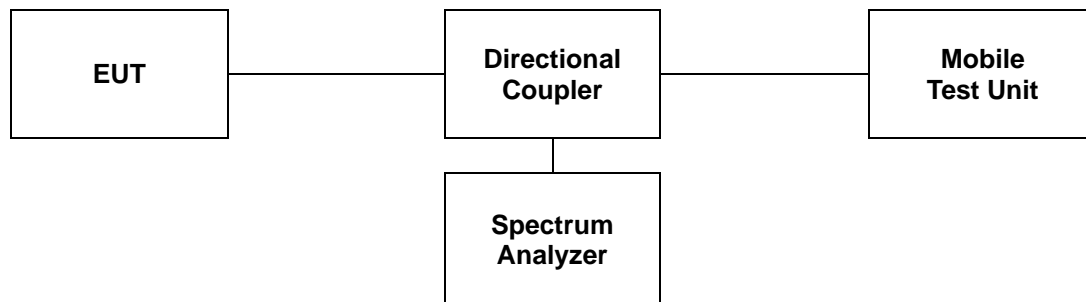 EUT
Directional
Coupler
Mobile
Test Unit
Spectrum
Analyzer